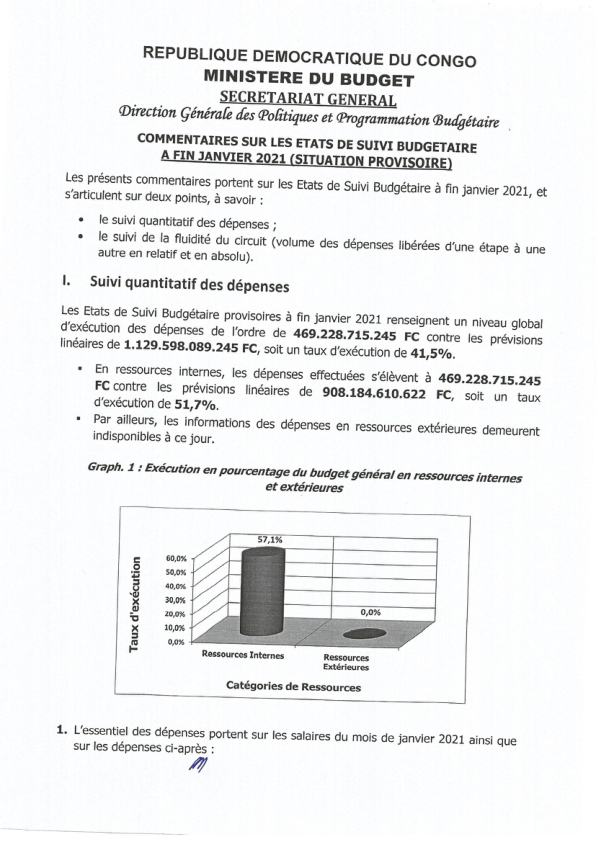 REPUBLIQUE DEMOCRATIQUE DU CONGO
MINISTERE DU BUDGET
SECRETARIAT GENERAL
Direction Générale des Politiques et Programmation Budgétaire
COMMENTAIRES SUR LES ETATS DE SUIVI BUDGETAIRE
A FIN JANVIER 2021 (SITUATION PROVISOIRE)
Les présents commentaires portent sur les Etats de Suivi Budgétaire à fin janvier 2021, et
s'articulent sur deux points, à savoir :
• le suivi quantitatif des dépenses ;
• le suivi de la fluidité du circuit (volume des dépenses libérées d'une étape à une
autre en relatif et en absolu).
I. Suivi quantitatif des dépenses
Les Etats de Suivi Budgétaire provisoires à fin janvier 2021 renseignent un niveau global
d'exécution des dépenses de l'ordre de 469.228.715.245 FC contre les prévisions
linéaires de 1.129.598.089.245 FC, soit un taux d'exécution de 41,5%.
▪ En ressources internes, les dépenses effectuées s'élèvent à 469.228.715.245
FC contre les prévisions linéaires de 908.184.610.622 FC, soit un taux
d'exécution de 51,7%.
▪ Par ailleurs, les informations des dépenses en ressources extérieures demeurent
indisponibles à ce jour.
Graph. 1 : Exécution en pourcentage du budget général en ressources internes
et extérieures
Taux d'exécution
57,1%
60,0%
50,0%
40,0%
30,0%
20,0%
10,0%
0,0%
0,0%
Ressources Internes
Ressources
Extérieures
Catégories de Ressources
1. L'essentiel des dépenses portent sur les salaires du mois de janvier 2021 ainsi que
sur les dépenses ci-après :